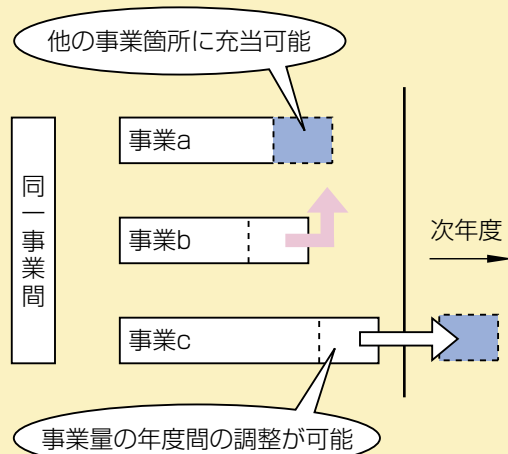 他の事業箇所に充当可能
事業a
同一事業間
事業b
次年度
事業c
事業量の年度間の調整が可能